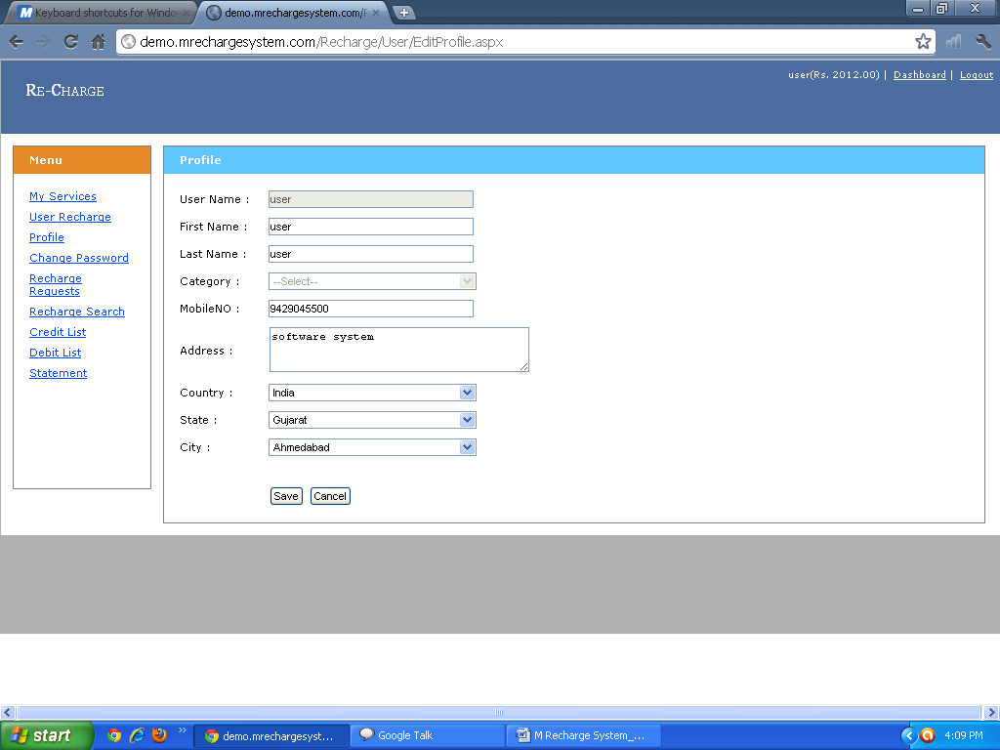 Keyboard shortcuts for Window
demo.mrechargesystem.com/R
demo.mrechargesystem.com/Recharge/User/EditProfile.aspx
user(Rs. 2012.00) | Dashboard | Logout
RE-CHARGE
Menu
My Services
User Recharge
Profile
Change Password
Recharge
Requests
Recharge Search
Credit List
Debit List
Statement
Profile
User Name : user
First Name : user
Last Name : user
Category : --Select--
MobileNO : 9429045500
Address : software system
Country : India
State : Gujarat
City : Ahmedabad
Save Cancel
start
demo.mrechargesyst...
Google Talk
M Recharge System_...
4:09 PM